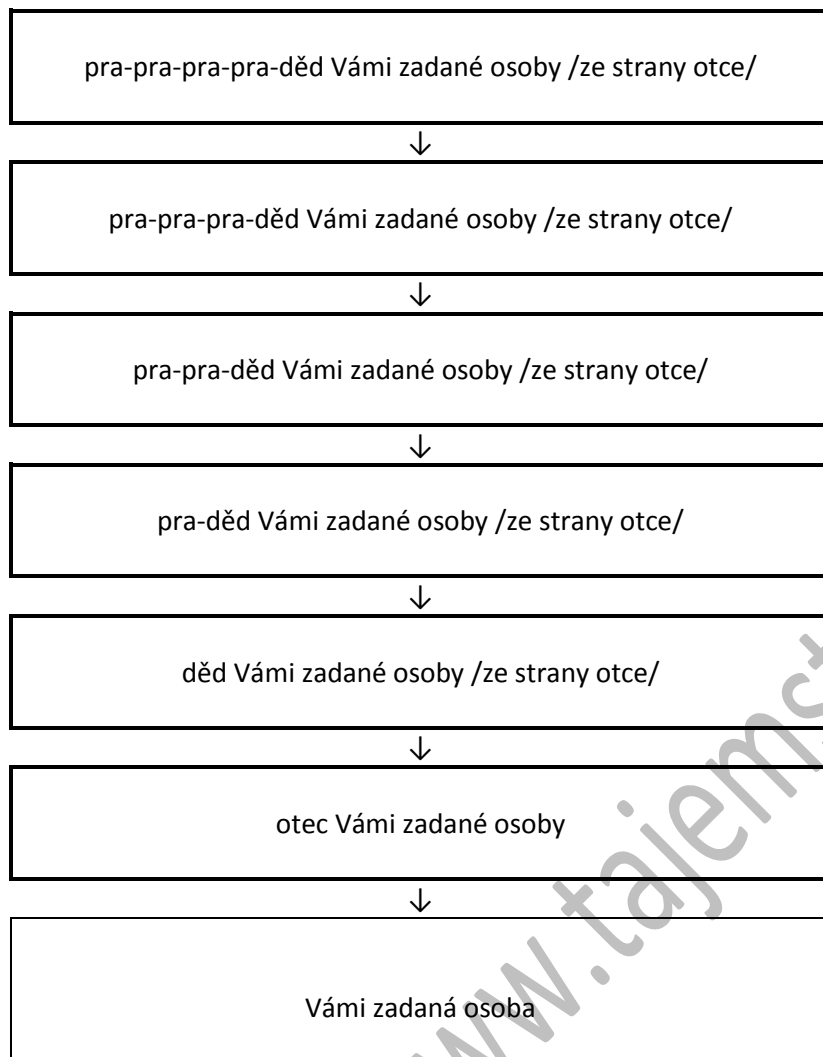 pra-pra-pra-pra-děd Vámi zadané osoby /ze strany otce/
↓
pra-pra-pra-děd Vámi zadané osoby /ze strany otce/
↓
pra-pra-děd Vámi zadané osoby /ze strany otce/
↓
pra-děd Vámi zadané osoby /ze strany otce/
↓
děd Vámi zadané osoby /ze strany otce/
↓
otec Vámi zadané osoby
↓
Vámi zadaná osoba
www.tajemst